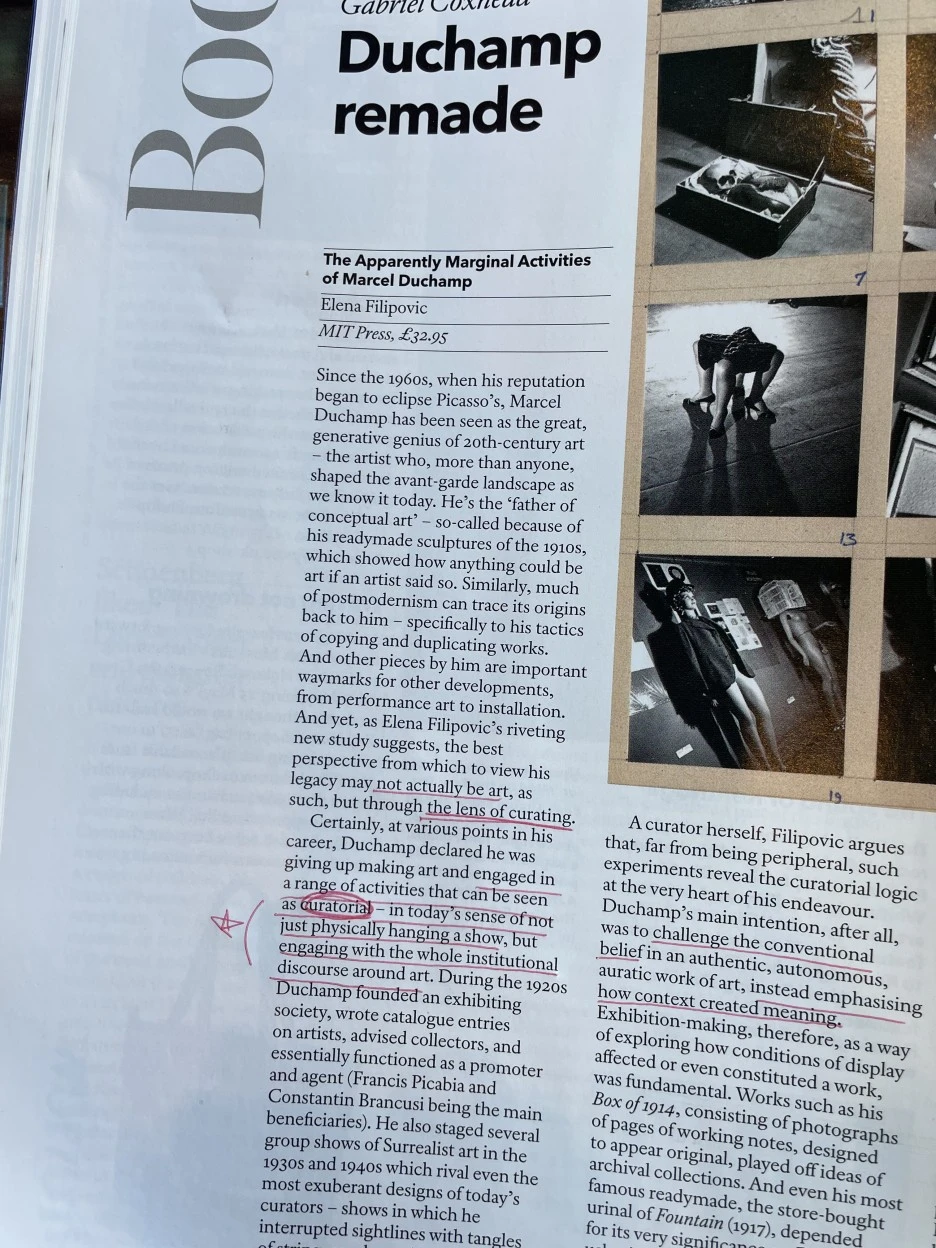 Boo
Gabriel Coxhead
Duchamp
remade
The Apparently Marginal Activities
of Marcel Duchamp
Elena Filipovic
MIT Press, £32.95
Since the 1960s, when his reputation
began to eclipse Picasso’s, Marcel
Duchamp has been seen as the great,
generative genius of 20th-century art
– the artist who, more than anyone,
shaped the avant-garde landscape as
we know it today. He’s the ‘father of
conceptual art’ – so-called because of
his readymade sculptures of the 1910s,
which showed how anything could be
art if an artist said so. Similarly, much
of postmodernism can trace its origins
back to him – specifically to his tactics
of copying and duplicating works.
And other pieces by him are important
waymarks for other developments,
from performance art to installation.
And yet, as Elena Filipovic’s riveting
new study suggests, the best
perspective from which to view his
legacy may not actually be art, as
such, but through the lens of curating.
Certainly, at various points in his
career, Duchamp declared he was
giving up making art and engaged in
a range of activities that can be seen
as curatorial – in today’s sense of not
just physically hanging a show, but
engaging with the whole institutional
discourse around art. During the 1920s
Duchamp founded an exhibiting
society, wrote catalogue entries
on artists, advised collectors, and
essentially functioned as a promoter
and agent (Francis Picabia and
Constantin Brancusi being the main
beneficiaries). He also staged several
group shows of Surrealist art in the
1930s and 1940s which rival even the
most exuberant designs of today’s
curators – shows in which he
interrupted sightlines with tangles
11
7
13
19
A curator herself, Filipovic argues
that, far from being peripheral, such
experiments reveal the curatorial logic
at the very heart of his endeavour.
Duchamp’s main intention, after all,
was to challenge the conventional
belief in an authentic, autonomous,
auratic work of art, instead emphasising
how context created meaning.
Exhibition-making, therefore, as a way
of exploring how conditions of display
affected or even constituted a work,
was fundamental. Works such as his
Box of 1914, consisting of photographs
of pages of working notes, designed
to appear original, played off ideas of
archival collections. And even his most
famous readymade, the store-bought
urinal of Fountain (1917), depended
for its very